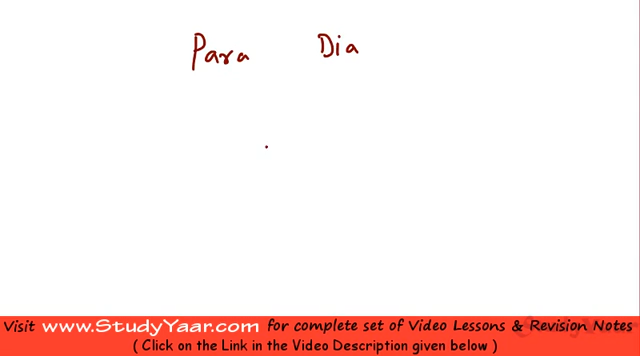 Para Dia
Visit www.StudyYaar.com for complete set of Video Lessons & Revision Notes
( Click on the Link in the Video Description given below )